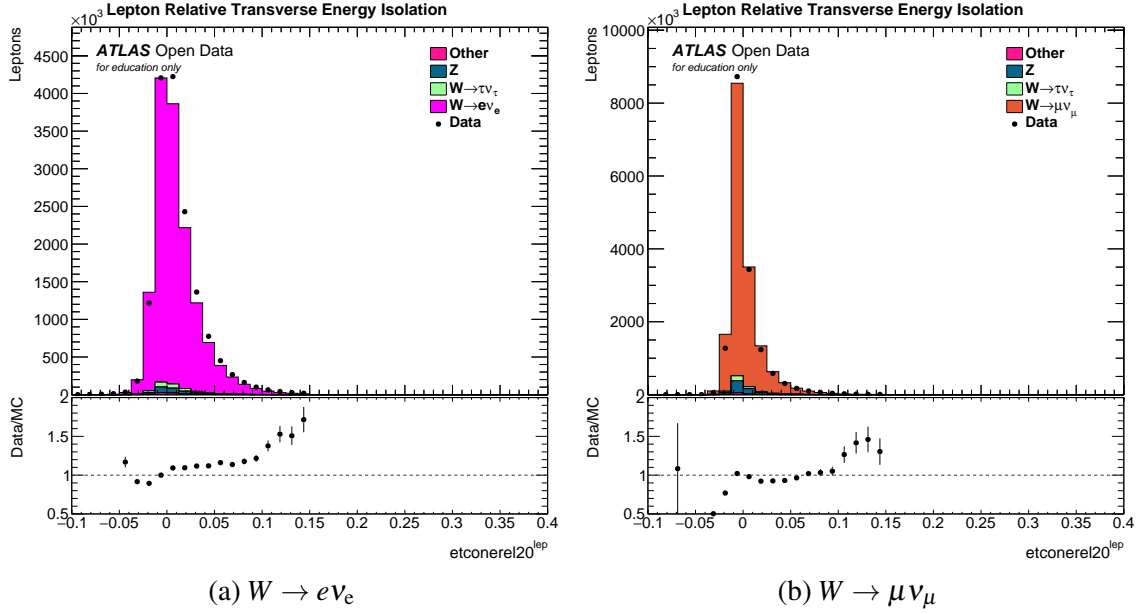 Lepton Relative Transverse Energy Isolation
×10³
Leptons
ATLAS Open Data
for education only
Other
Z
W→τν_τ
W→eν_e
Data
4500
4000
3500
3000
2500
2000
1500
1000
500
2
Data/MC
1.5
1
0.5
−0.1 −0.05 0 0.05 0.1 0.15 0.2 0.25 0.3 0.35 0.4
etconerel20^lep
(a) W → eν_e
Lepton Relative Transverse Energy Isolation
×10³
Leptons
ATLAS Open Data
for education only
Other
Z
W→τν_τ
W→μν_μ
Data
10000
8000
6000
4000
2000
2
Data/MC
1.5
1
0.5
−0.1 −0.05 0 0.05 0.1 0.15 0.2 0.25 0.3 0.35 0.4
etconerel20^lep
(b) W → μν_μ